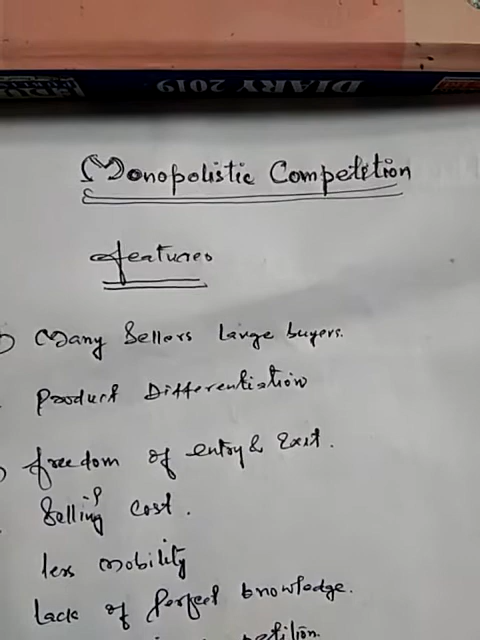 DIARY 2019
Monopolistic Competition
features
Many Sellers Large buyers.
Product Differentiation
freedom of entry & Exit.
Selling Cost.
less mobility
Lack of perfect knowledge.